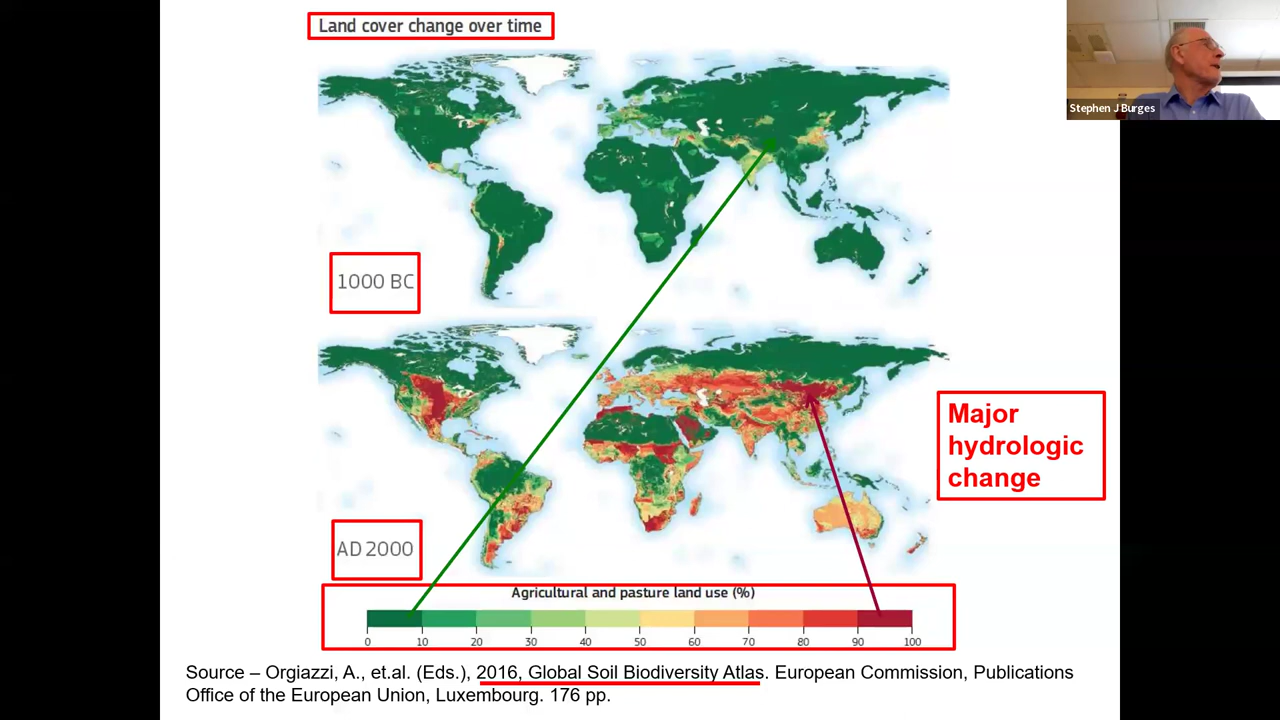 Land cover change over time
Stephen J Burges
1000 BC
Major
hydrologic
change
AD 2000
Agricultural and pasture land use (%)
0 10 20 30 40 50 60 70 80 90 100
Source – Orgiazzi, A., et.al. (Eds.), 2016, Global Soil Biodiversity Atlas. European Commission, Publications
Office of the European Union, Luxembourg. 176 pp.